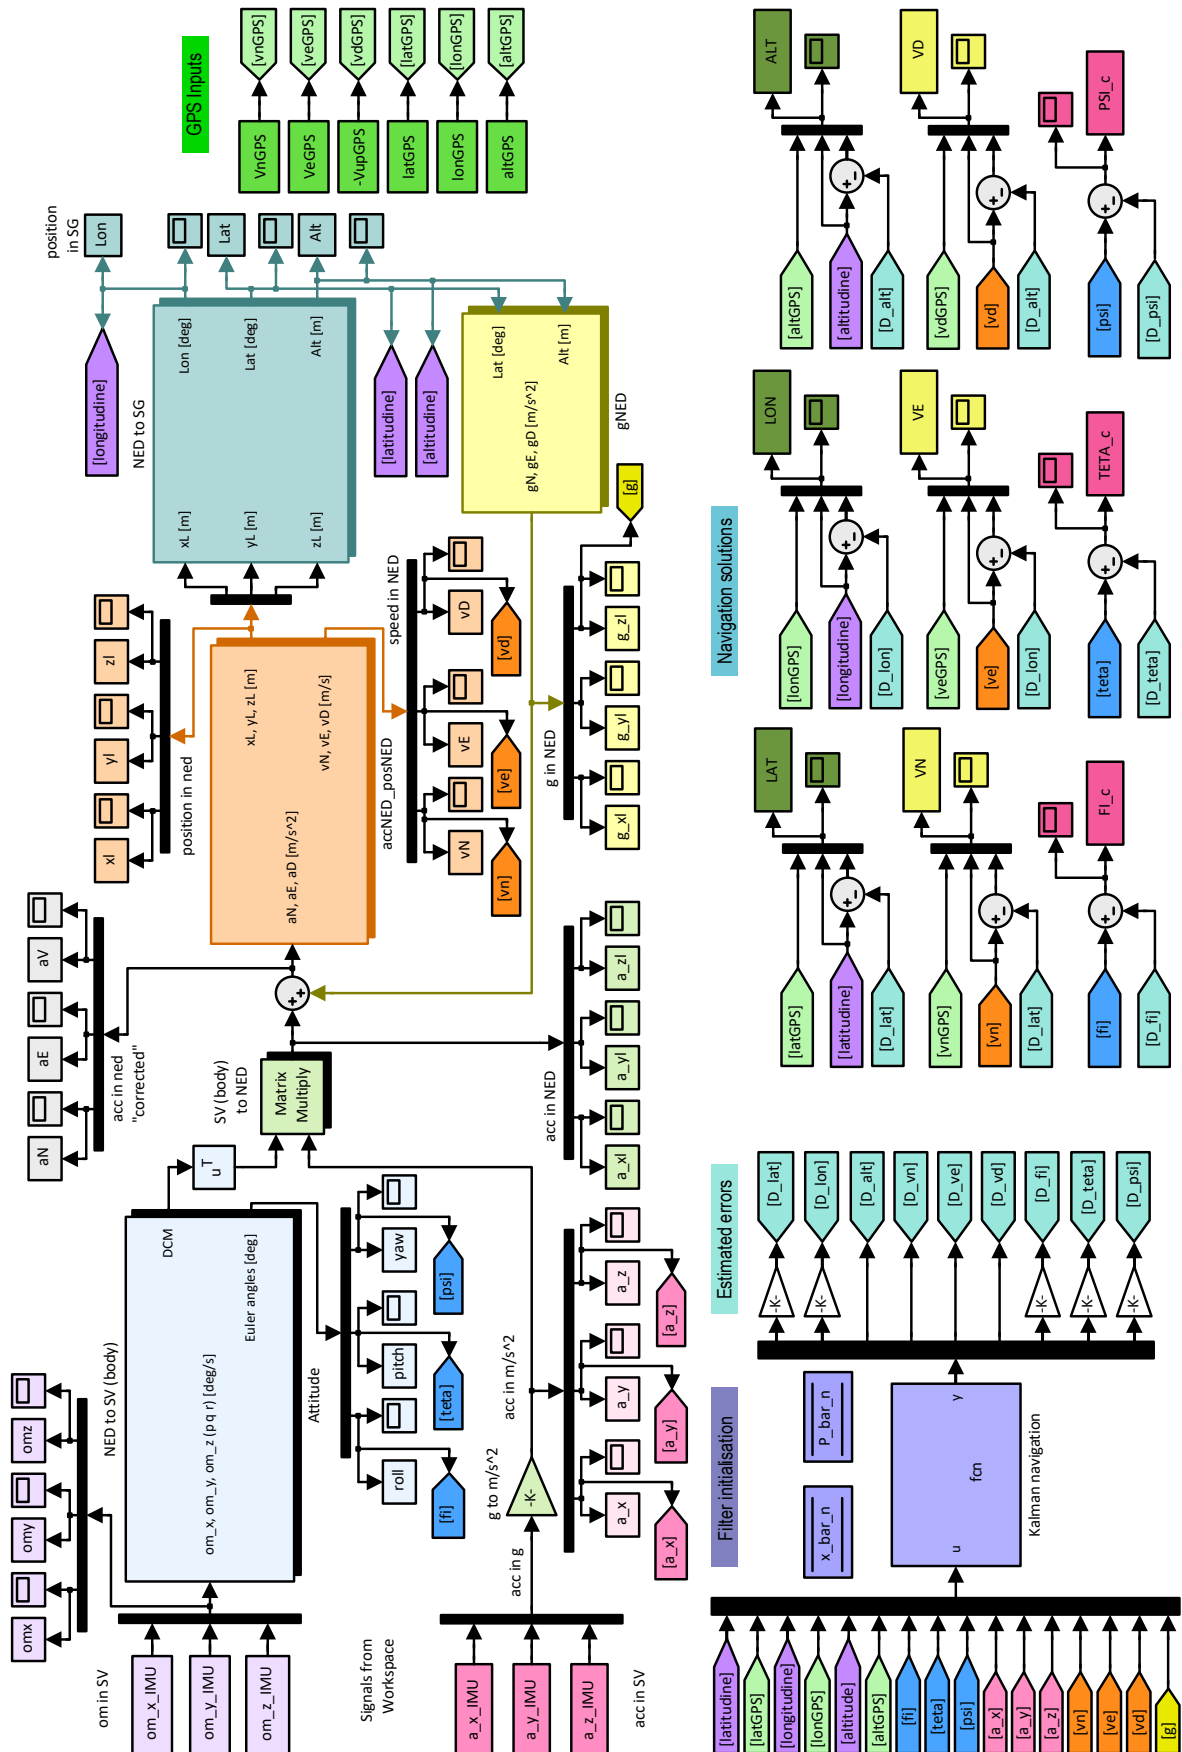 om in SV
om_x_IMU
om_y_IMU
om_z_IMU
omx
omy
omz
NED to SV (body)
om_x, om_y, om_z (p q r) [deg/s]
DCM
Euler angles [deg]
Attitude
u^T
roll
pitch
yaw
[fi]
[teta]
[psi]
Signals from
Workspace
a_x_IMU
a_y_IMU
a_z_IMU
acc in SV
acc in g
g to m/s^2
-K-
acc in m/s^2
a_x
a_y
a_z
[a_x]
[a_y]
[a_z]
SV (body)
to NED
Matrix
Multiply
aN
aE
aV
acc in ned
"corrected"
acc in NED
a_xl
a_yl
a_zl
++
xl
yl
zl
position in ned
aN, aE, aD [m/s^2]
xL, yL, zL [m]
vN, vE, vD [m/s]
accNED_posNED
speed in NED
vN
vE
vD
[vn]
[ve]
[vd]
g in NED
g_xl
g_yl
g_zl
[g]
[longitudine]
NED to SG
xL [m]
yL [m]
zL [m]
Lon [deg]
Lat [deg]
Alt [m]
[latitudine]
[altitudine]
gN, gE, gD [m/s^2]
Lat [deg]
Alt [m]
gNED
position
in SG
Lon
Lat
Alt
GPS Inputs
VnGPS
[vnGPS]
VeGPS
[veGPS]
-VupGPS
[vdGPS]
latGPS
[latGPS]
lonGPS
[lonGPS]
altGPS
[altGPS]
[latitudine]
[latGPS]
[longitudine]
[lonGPS]
[altitude]
[altGPS]
[fi]
[teta]
[psi]
[a_x]
[a_y]
[a_z]
[vn]
[ve]
[vd]
[g]
Filter initialisation
x_bar_n
P_bar_n
u
fcn
y
Kalman navigation
Estimated errors
-K-
[D_lat]
-K-
[D_lon]
[D_alt]
[D_vn]
[D_ve]
[D_vd]
-K-
[D_fi]
-K-
[D_teta]
-K-
[D_psi]
Navigation solutions
[latGPS]
[latitudine]
[D_lat]
+-
LAT
[lonGPS]
[longitudine]
[D_lon]
+-
LON
[altGPS]
[altitudine]
[D_alt]
+-
ALT
[vnGPS]
[vn]
[D_lat]
+-
VN
[veGPS]
[ve]
[D_lon]
+-
VE
[vdGPS]
[vd]
[D_alt]
+-
VD
[fi]
[D_fi]
+-
FI_c
[teta]
[D_teta]
+-
TETA_c
[psi]
[D_psi]
+-
PSI_c